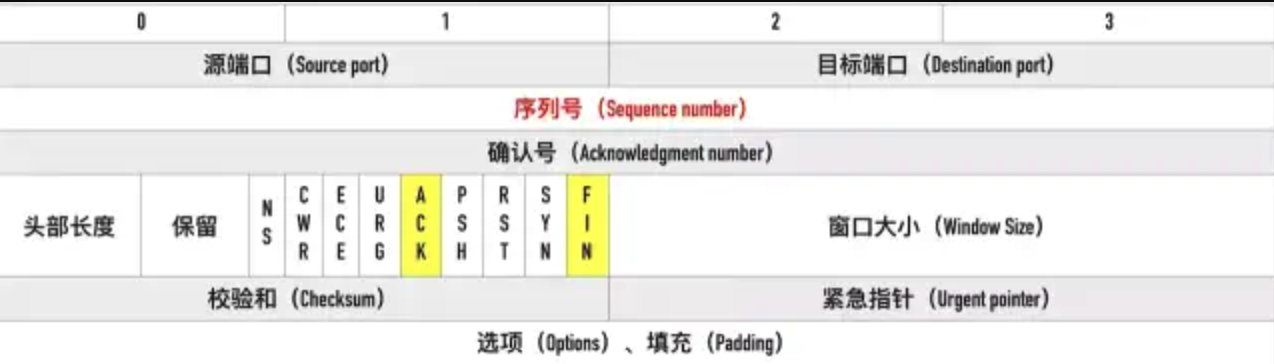 0 1 2 3
源端口（Source port） 目标端口（Destination port）
序列号（Sequence number）
确认号（Acknowledgment number）
头部长度 保留 NS CWR ECE URG ACK PSH RST SYN FIN 窗口大小（Window Size）
校验和（Checksum） 紧急指针（Urgent pointer）
选项（Options）、填充（Padding）